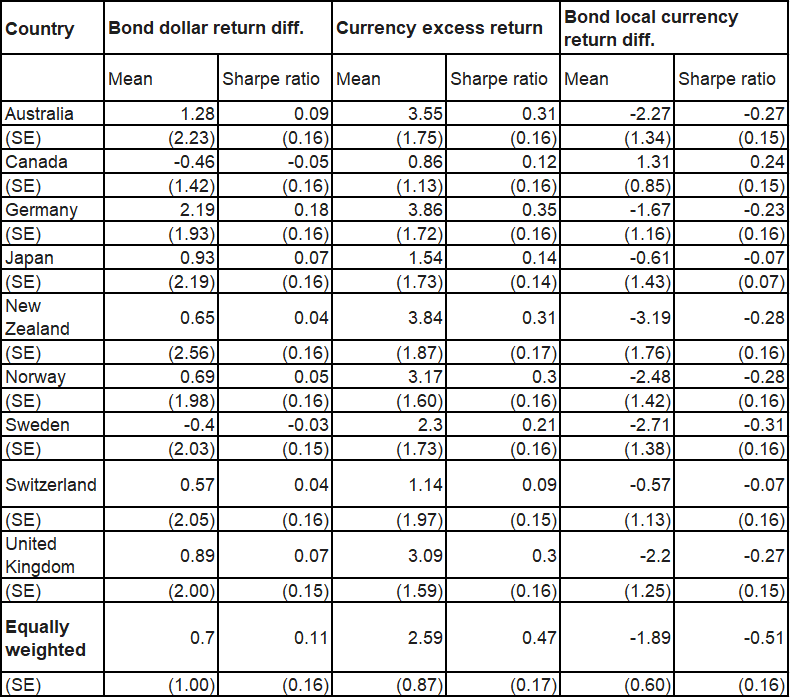 Country Bond dollar return diff. Currency excess return Bond local currency
return diff.
Mean Sharpe ratio Mean Sharpe ratio Mean Sharpe ratio
Australia 1.28 0.09 3.55 0.31 -2.27 -0.27
(SE) (2.23) (0.16) (1.75) (0.16) (1.34) (0.15)
Canada -0.46 -0.05 0.86 0.12 1.31 0.24
(SE) (1.42) (0.16) (1.13) (0.16) (0.85) (0.15)
Germany 2.19 0.18 3.86 0.35 -1.67 -0.23
(SE) (1.93) (0.16) (1.72) (0.16) (1.16) (0.16)
Japan 0.93 0.07 1.54 0.14 -0.61 -0.07
(SE) (2.19) (0.16) (1.73) (0.14) (1.43) (0.07)
New
Zealand 0.65 0.04 3.84 0.31 -3.19 -0.28
(SE) (2.56) (0.16) (1.87) (0.17) (1.76) (0.16)
Norway 0.69 0.05 3.17 0.3 -2.48 -0.28
(SE) (1.98) (0.16) (1.60) (0.16) (1.42) (0.16)
Sweden -0.4 -0.03 2.3 0.21 -2.71 -0.31
(SE) (2.03) (0.15) (1.73) (0.16) (1.38) (0.16)
Switzerland 0.57 0.04 1.14 0.09 -0.57 -0.07
(SE) (2.05) (0.16) (1.97) (0.15) (1.13) (0.16)
United
Kingdom 0.89 0.07 3.09 0.3 -2.2 -0.27
(SE) (2.00) (0.15) (1.59) (0.16) (1.25) (0.15)
Equally
weighted 0.7 0.11 2.59 0.47 -1.89 -0.51
(SE) (1.00) (0.16) (0.87) (0.17) (0.60) (0.16)